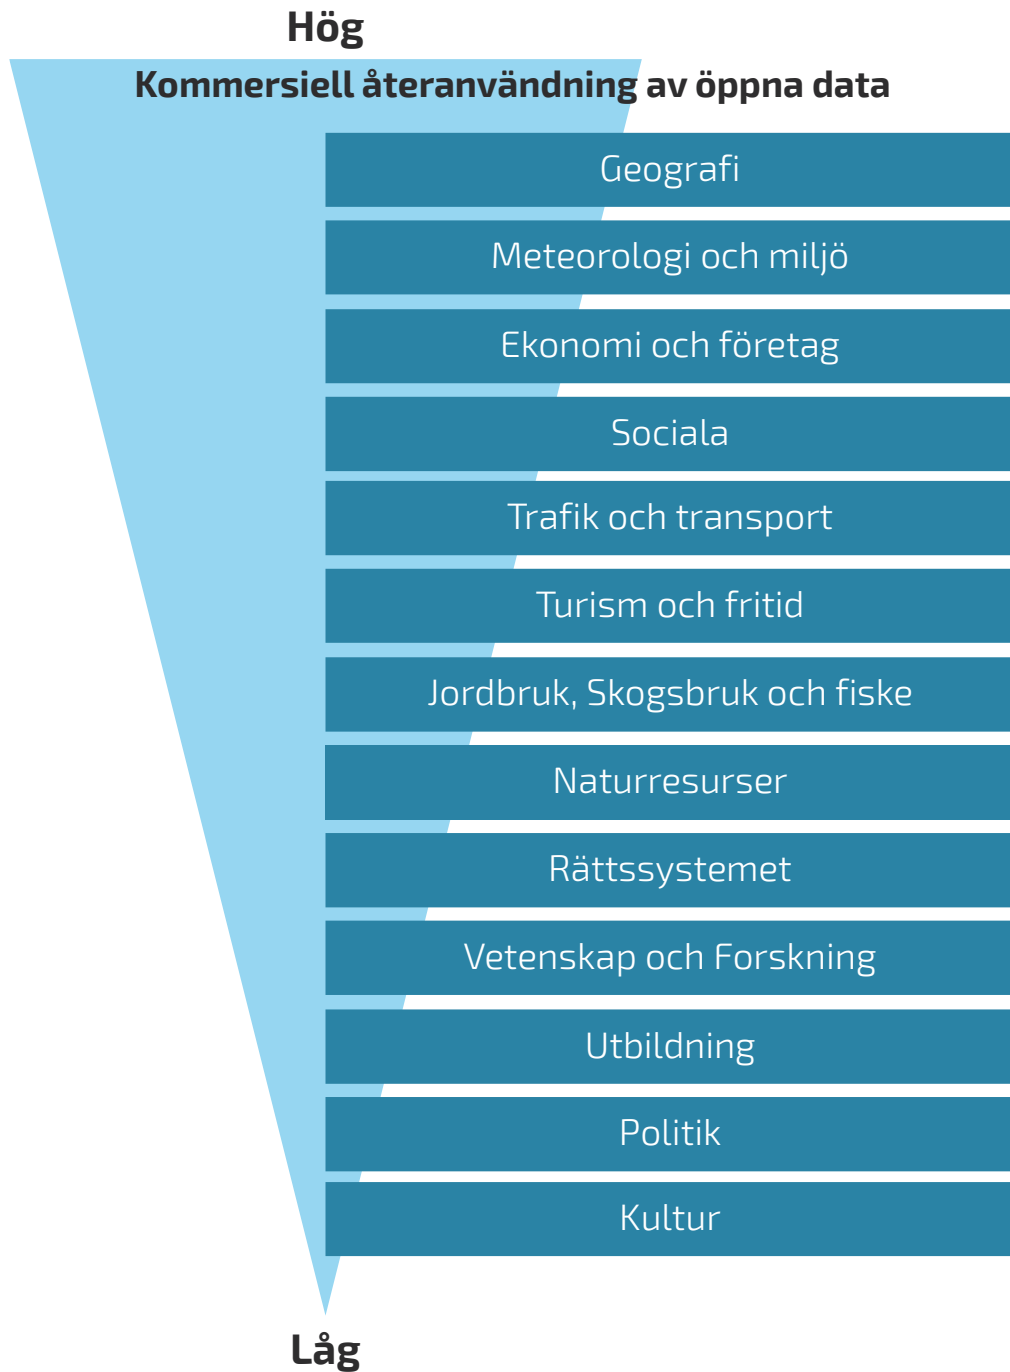 Hög
Kommersiell återanvändning av öppna data
Geografi
Meteorologi och miljö
Ekonomi och företag
Sociala
Trafik och transport
Turism och fritid
Jordbruk, Skogsbruk och fiske
Naturresurser
Rättssystemet
Vetenskap och Forskning
Utbildning
Politik
Kultur
Låg